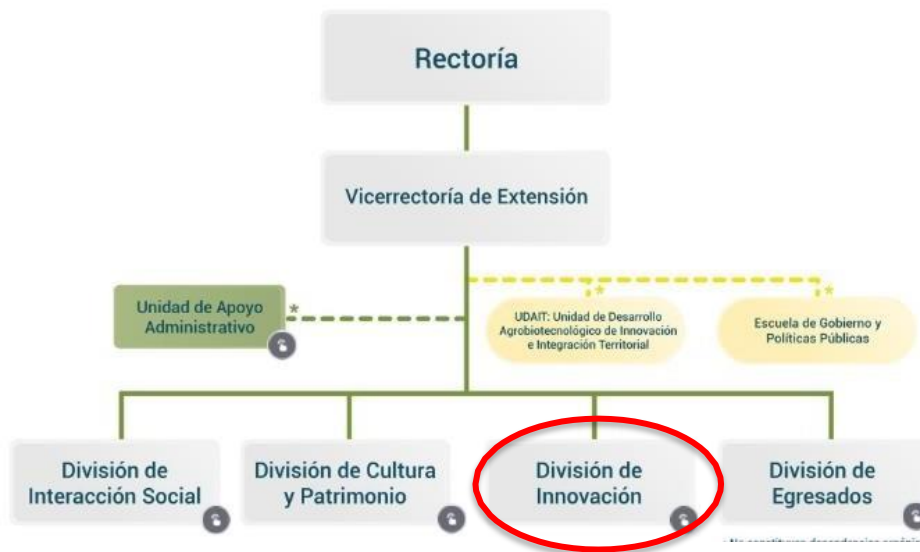 Rectoría
Vicerrectoría de Extensión
Unidad de Apoyo
Administrativo
*
UDAIT: Unidad de Desarrollo
Agrobiotecnológico de Innovación
e Integración Territorial
*
Escuela de Gobierno y
Políticas Públicas
*
División de
Interacción Social
División de Cultura
y Patrimonio
División de
Innovación
División de
Egresados